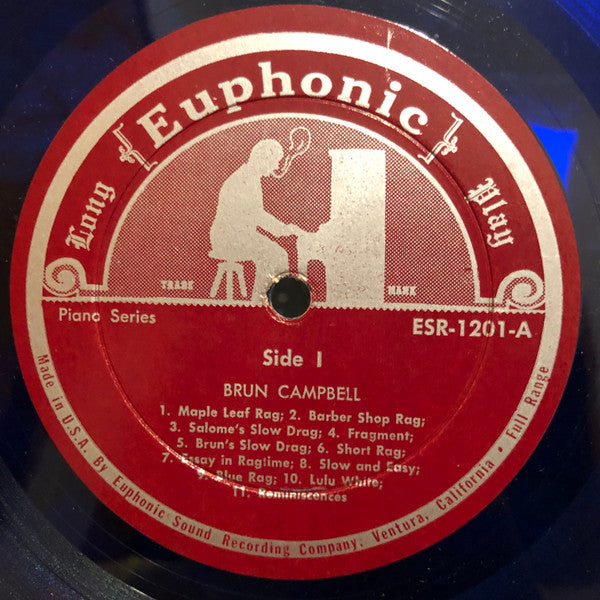 Euphonic
Long Play
TRADE MARK
Piano Series
ESR-1201-A
Side I
BRUN CAMPBELL
1. Maple Leaf Rag; 2. Barber Shop Rag;
3. Salome's Slow Drag; 4. Fragment;
5. Brun's Slow Drag; 6. Short Rag;
7. Essay in Ragtime; 8. Slow and Easy;
9. Blue Rag; 10. Lulu White;
11. Reminiscences
Made in U.S.A. By Euphonic Sound Recording Company, Ventura, California • Full Range